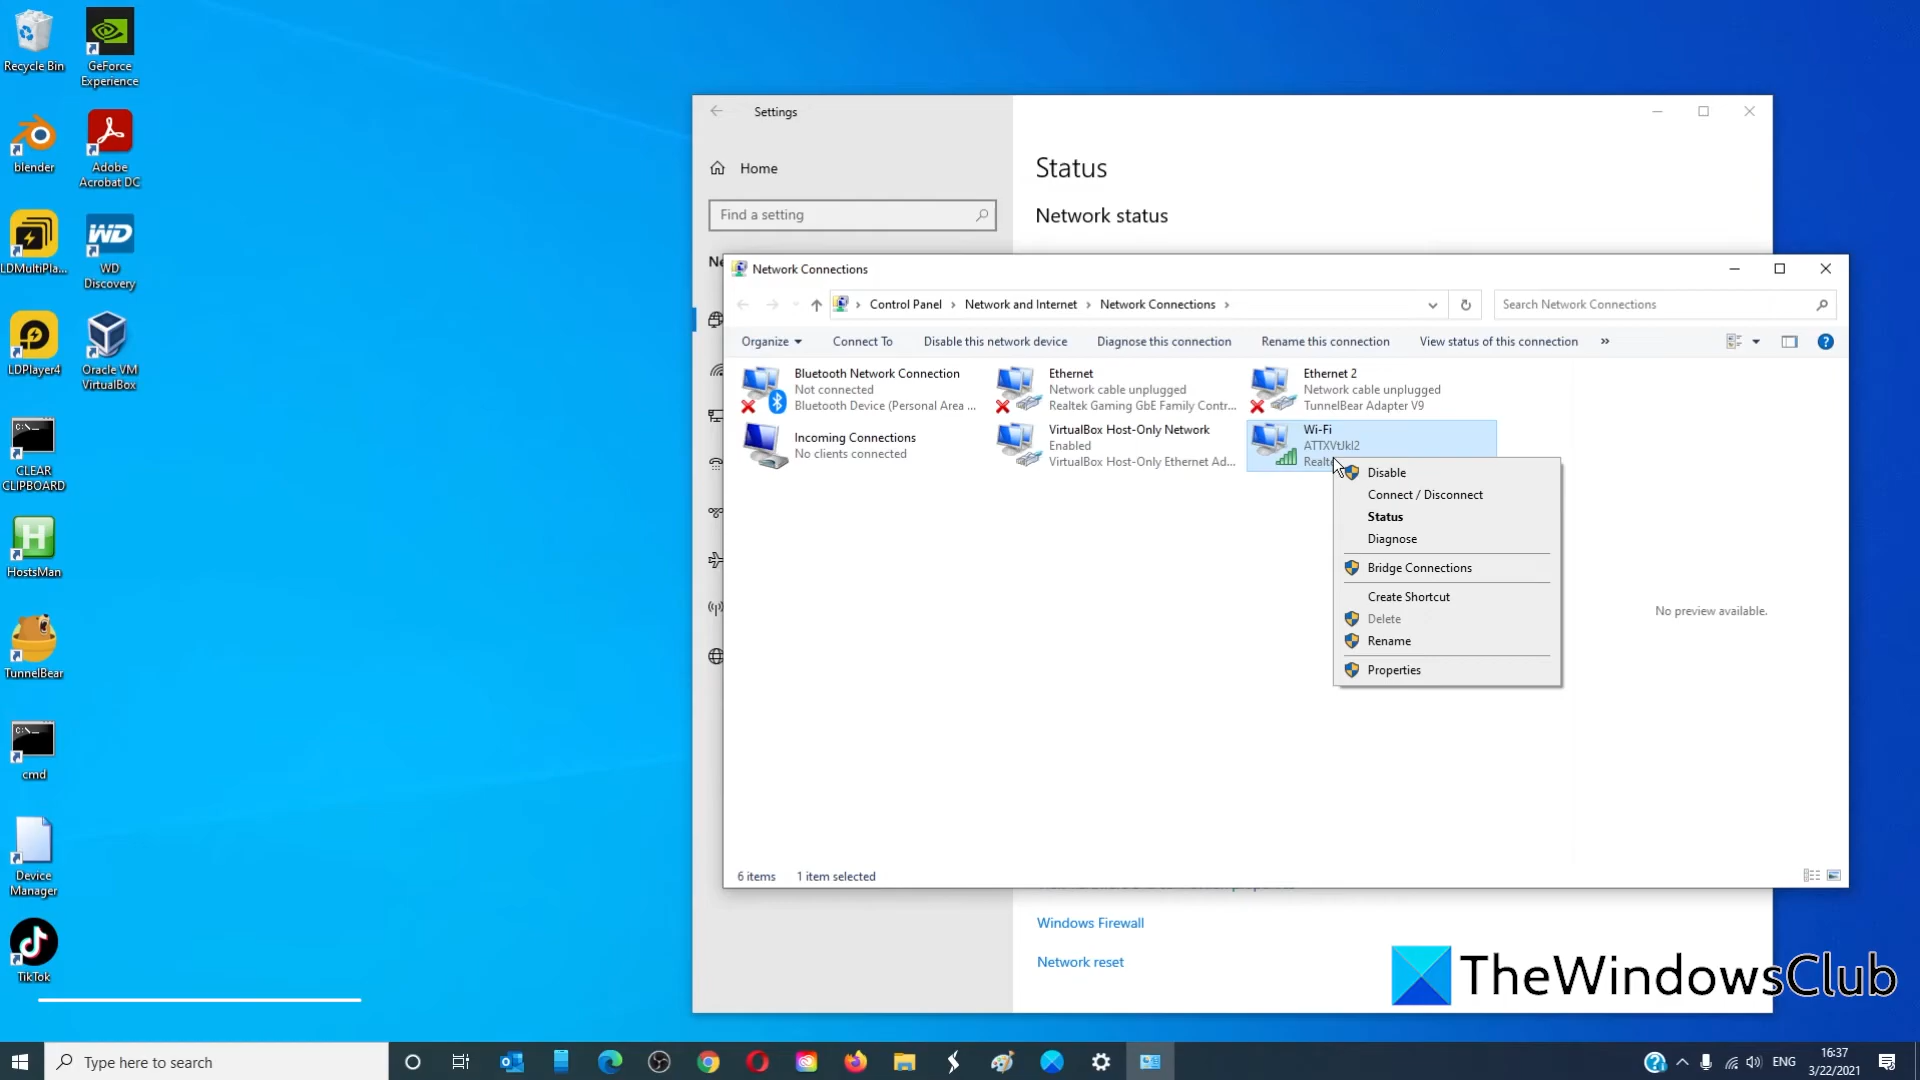 Recycle Bin
GeForce
Experience
blender
Adobe
Acrobat DC
LDMultiPla...
WD
WD
Discovery
LDPlayer4
Oracle VM
VirtualBox
C:\_
CLEAR
CLIPBOARD
H
HostsMan
TunnelBear
C:\_
cmd
Device
Manager
TikTok
Settings
Home
Find a setting
Ne
Status
Network status
Network Connections
Control Panel > Network and Internet > Network Connections >
Search Network Connections
Organize
Connect To
Disable this network device
Diagnose this connection
Rename this connection
View status of this connection
»
Bluetooth Network Connection
Not connected
Bluetooth Device (Personal Area ...
Ethernet
Network cable unplugged
Realtek Gaming GbE Family Contr...
Ethernet 2
Network cable unplugged
TunnelBear Adapter V9
Incoming Connections
No clients connected
VirtualBox Host-Only Network
Enabled
VirtualBox Host-Only Ethernet Ad...
Wi-Fi
ATTXVtJkI2
Disable
Connect / Disconnect
Status
Diagnose
Bridge Connections
Create Shortcut
Delete
Rename
Properties
No preview available.
6 items
1 item selected
Windows Firewall
Network reset
TheWindowsClub
Type here to search
ENG
16:37
3/22/2021